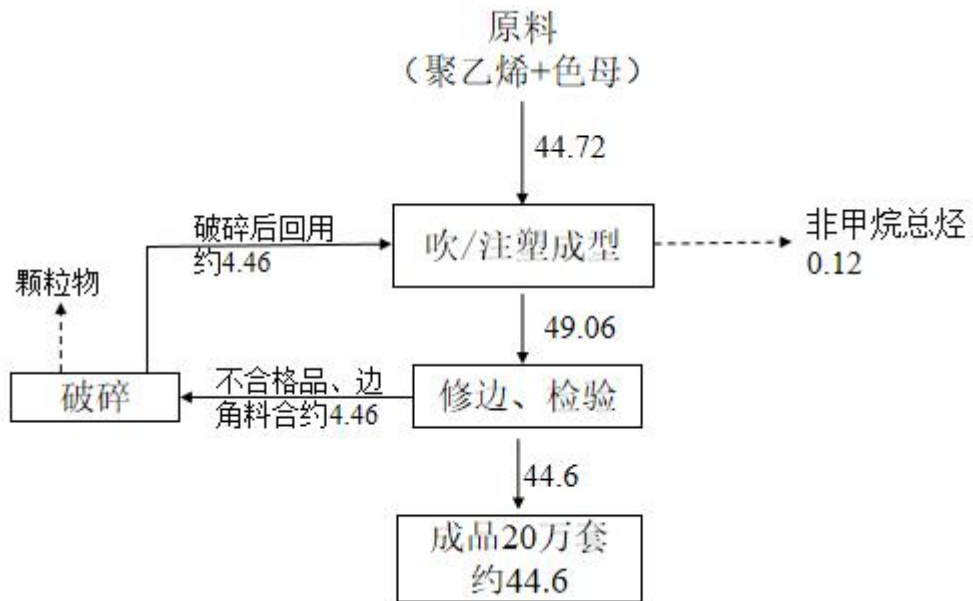 原料
（聚乙烯+色母）
44.72
破碎后回用
约4.46
吹/注塑成型
非甲烷总烃
0.12
颗粒物
49.06
破碎
不合格品、边
角料合约4.46
修边、检验
44.6
成品20万套
约44.6